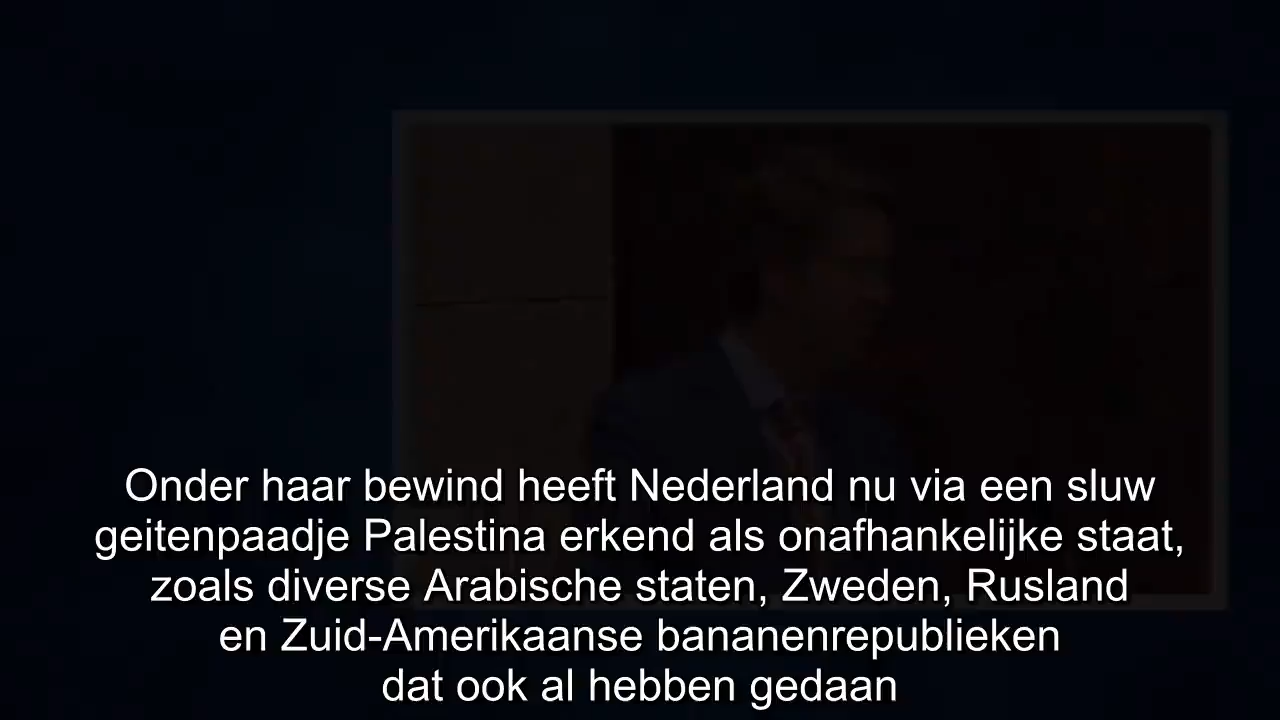 Onder haar bewind heeft Nederland nu via een sluw
geitenpaadje Palestina erkend als onafhankelijke staat,
zoals diverse Arabische staten, Zweden, Rusland
en Zuid-Amerikaanse bananenrepublieken
dat ook al hebben gedaan